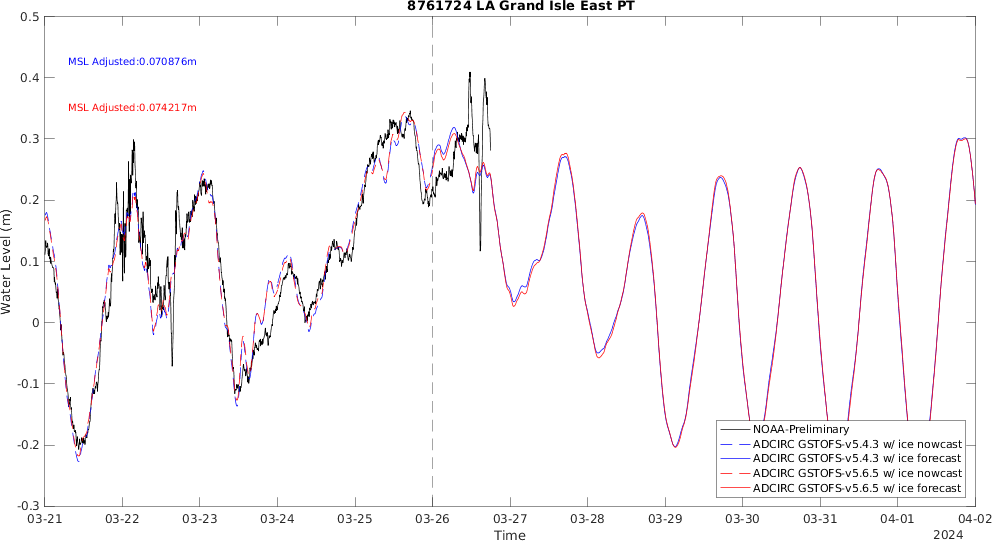 8761724 LA Grand Isle East PT
0.5
MSL Adjusted:0.070876m
0.4
MSL Adjusted:0.074217m
0.3
0.2
0.1
0
-0.1
-0.2
-0.3
Water Level (m)
NOAA-Preliminary
ADCIRC GSTOFS-v5.4.3 w/ ice nowcast
ADCIRC GSTOFS-v5.4.3 w/ ice forecast
ADCIRC GSTOFS-v5.6.5 w/ ice nowcast
ADCIRC GSTOFS-v5.6.5 w/ ice forecast
03-21 03-22 03-23 03-24 03-25 03-26 03-27 03-28 03-29 03-30 03-31 04-01 04-02
Time
2024